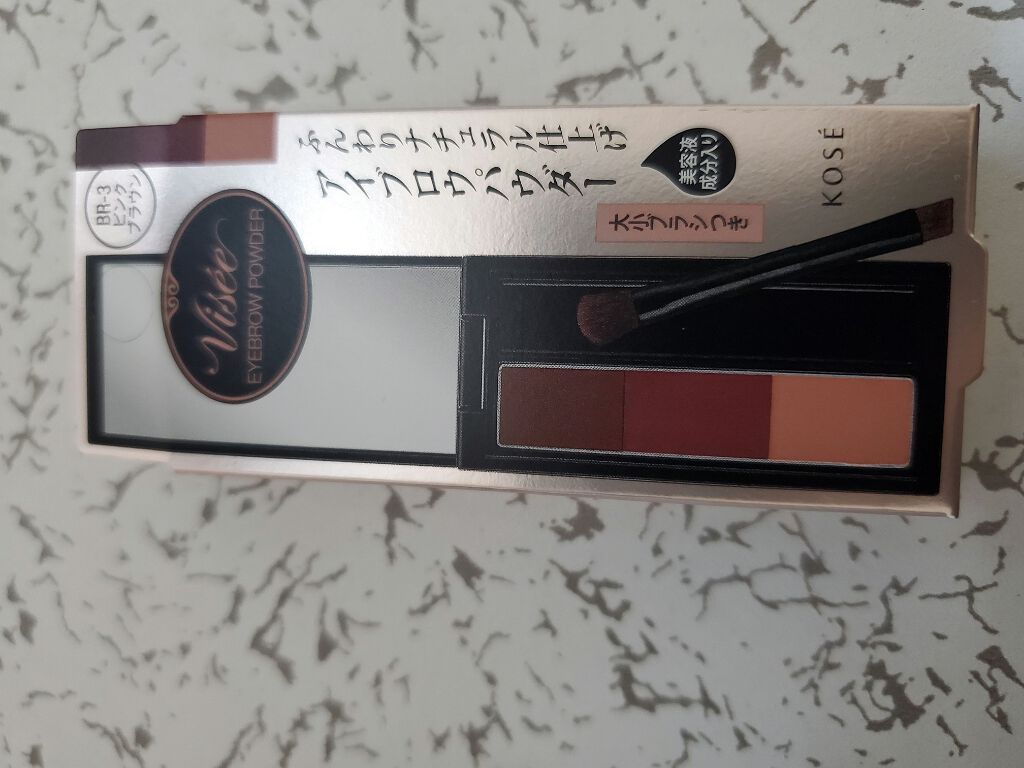 BR-3
ピンク
ブラウン
Visée
EYEBROW POWDER
ふんわりナチュラル仕上げ
アイブロウパウダー
美容液
成分入り
大小ブラシつき
KOSÉ